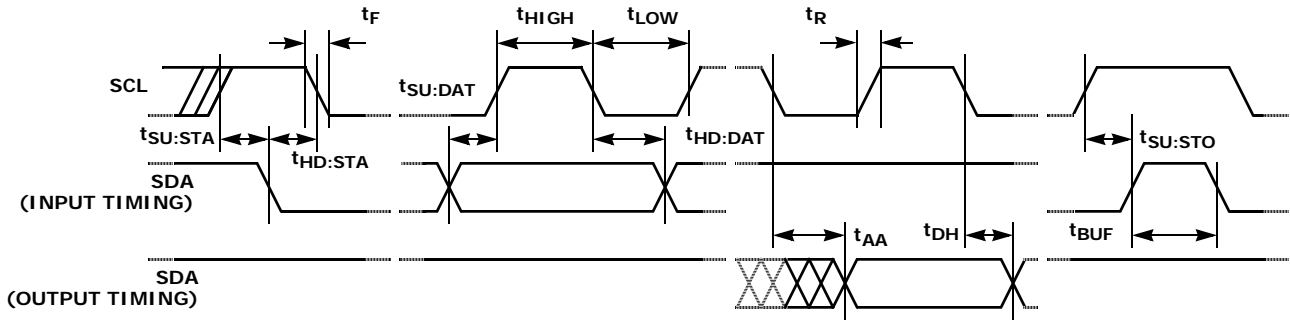 tF
tHIGH
tLOW
tR
SCL
tSU:DAT
tSU:STA
tHD:STA
tHD:DAT
tSU:STO
SDA
(INPUT TIMING)
tAA
tDH
tBUF
SDA
(OUTPUT TIMING)